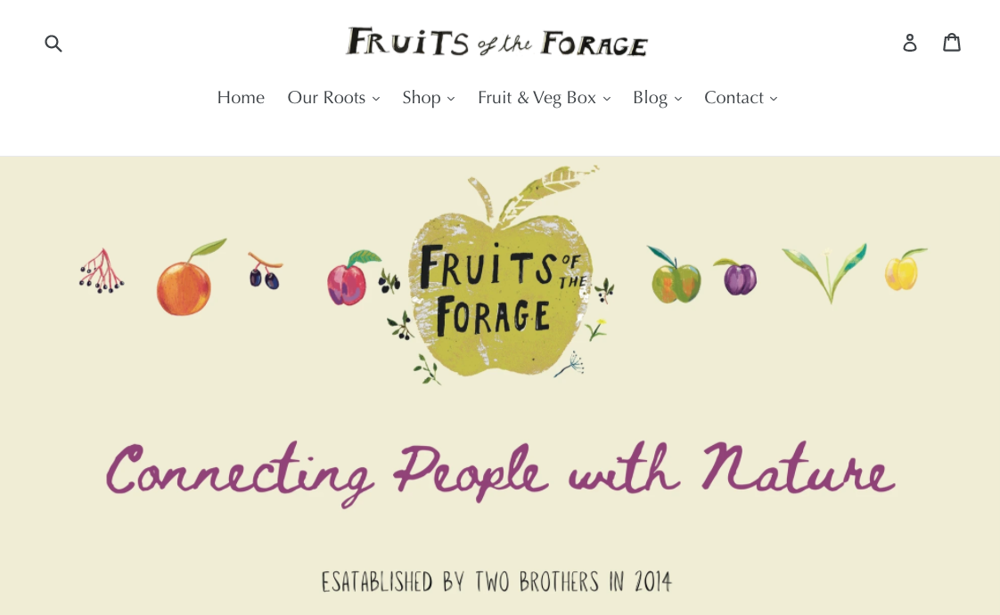 FRUiTS of the FORAGE
Home Our Roots Shop Fruit & Veg Box Blog Contact
FRUiTS OF
THE
FORAGE
Connecting People with Nature
ESATABLISHED BY TWO BROTHERS IN 2014